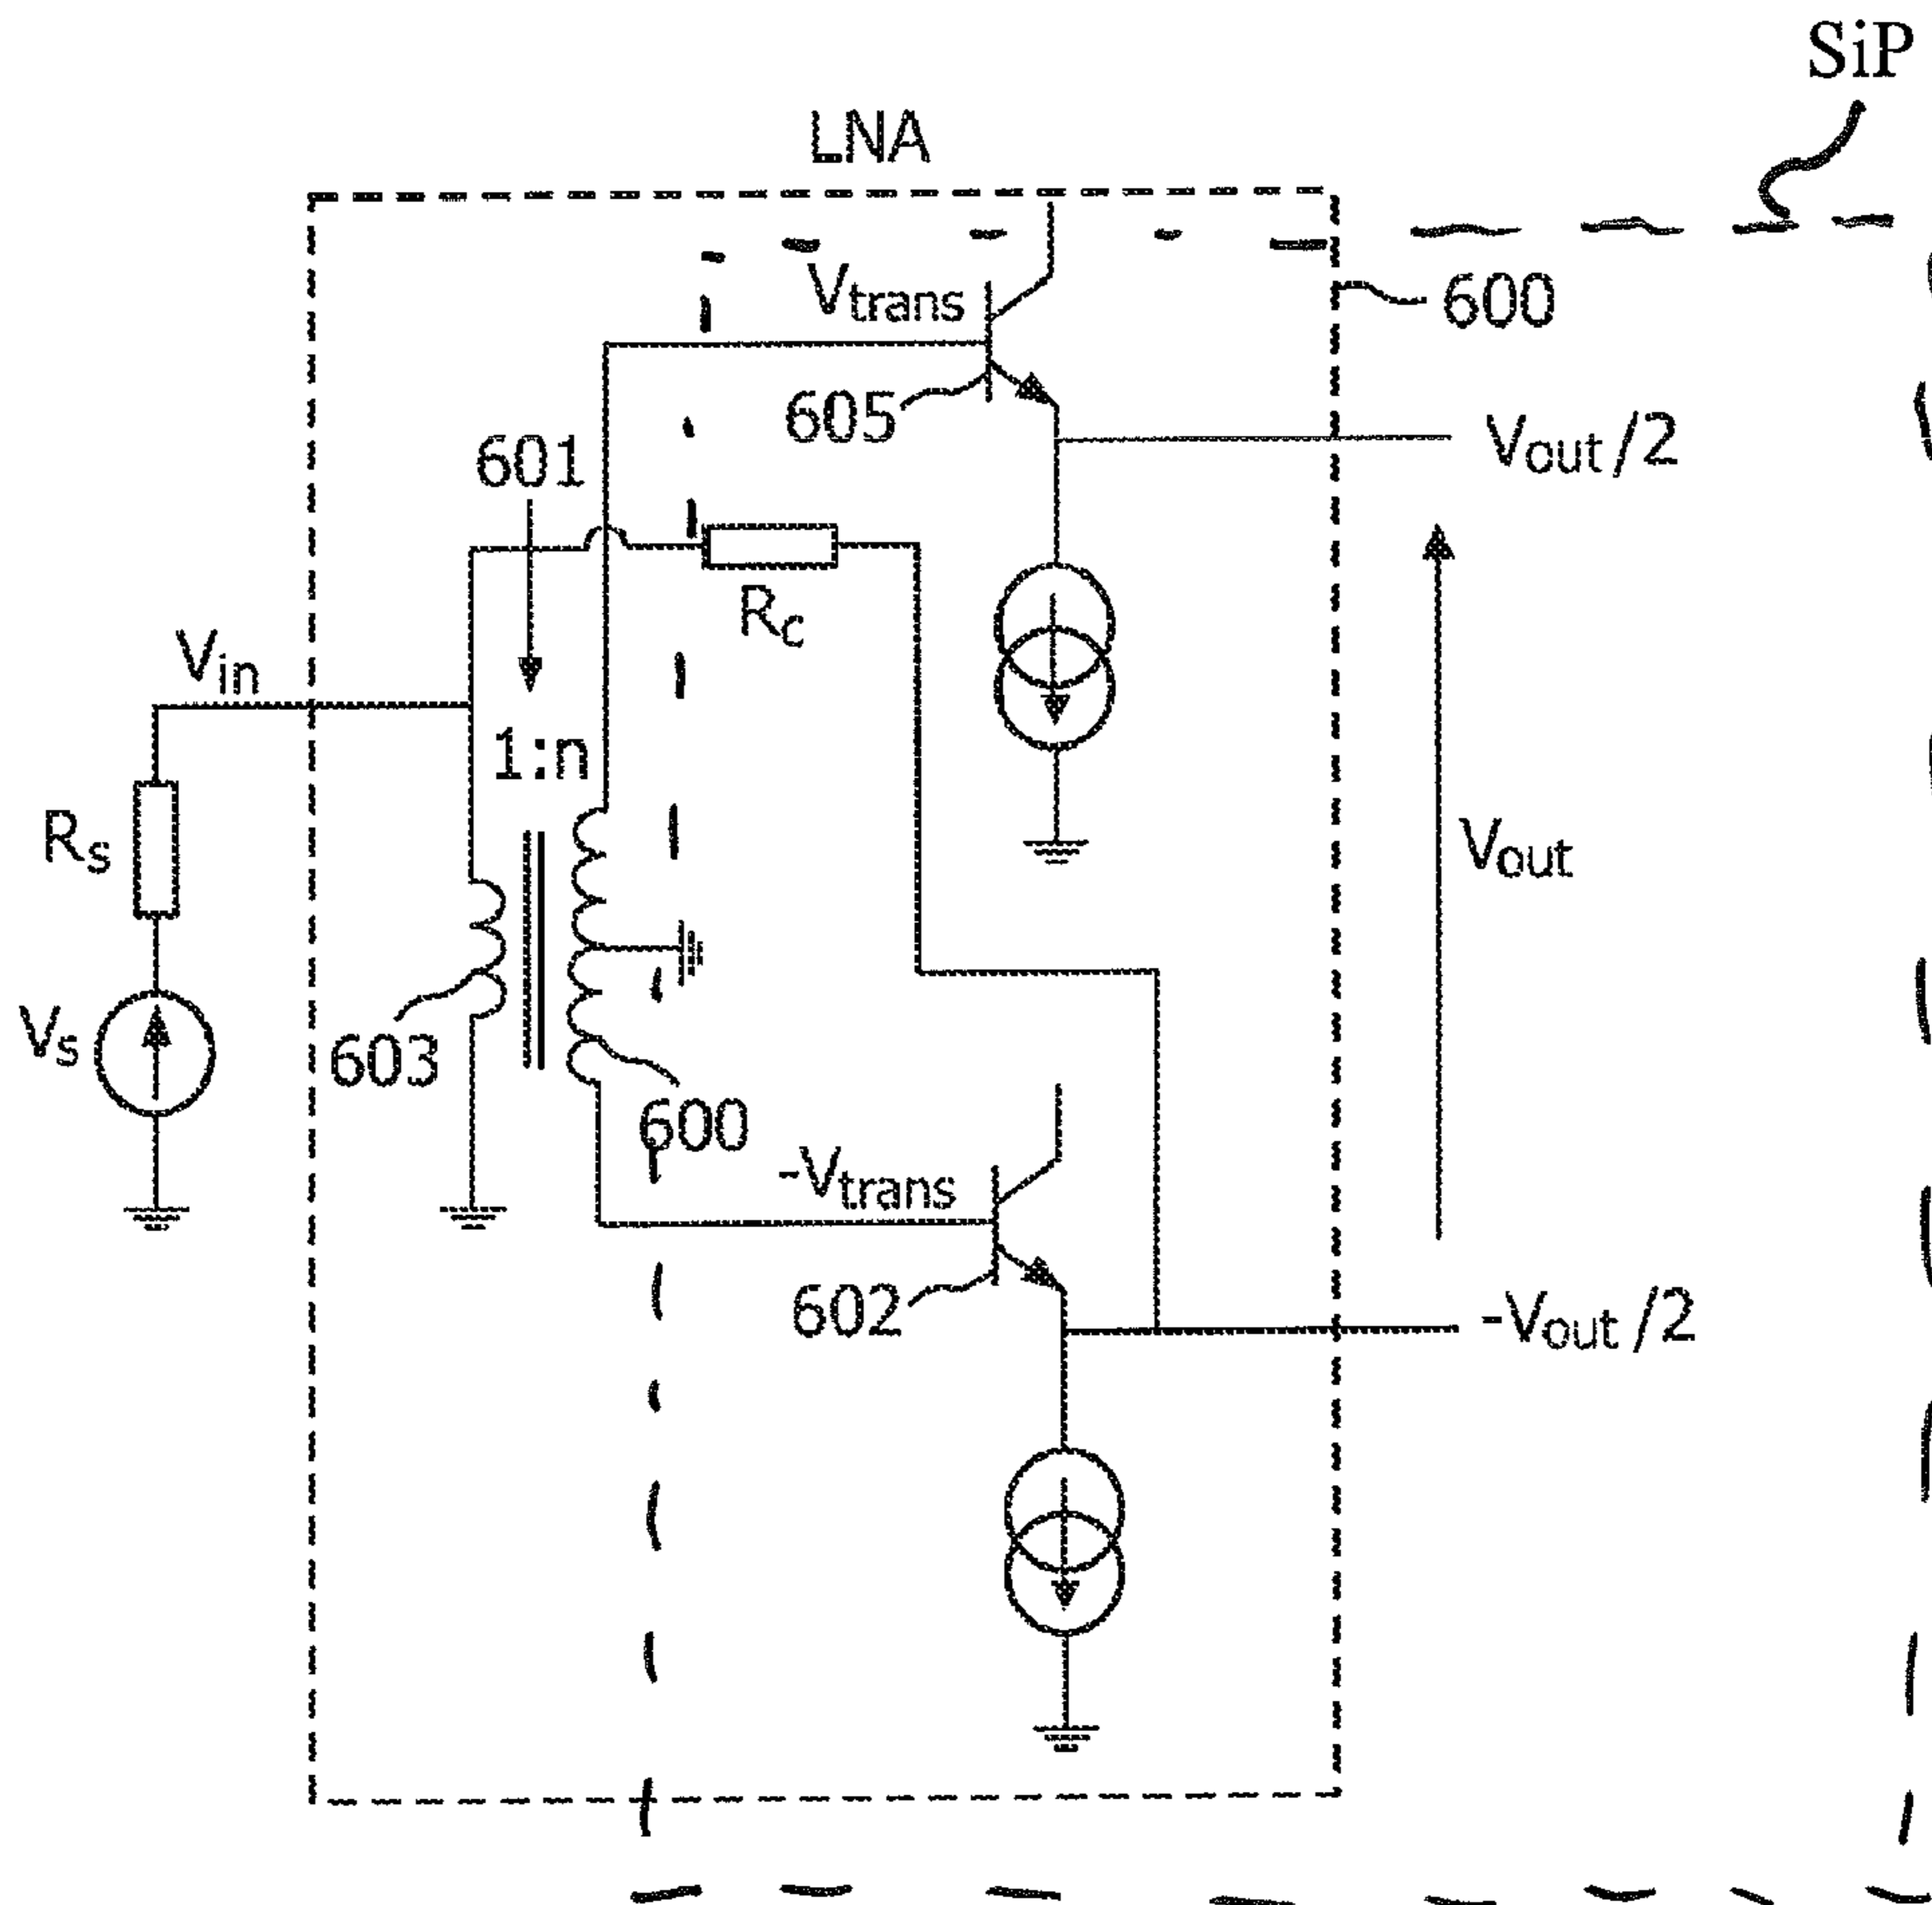 SiP
LNA
600
Vtrans
605
Vout/2
601
Rc
Vin
1:n
Rs
Vout
Vs
603
600
-Vtrans
602
-Vout/2